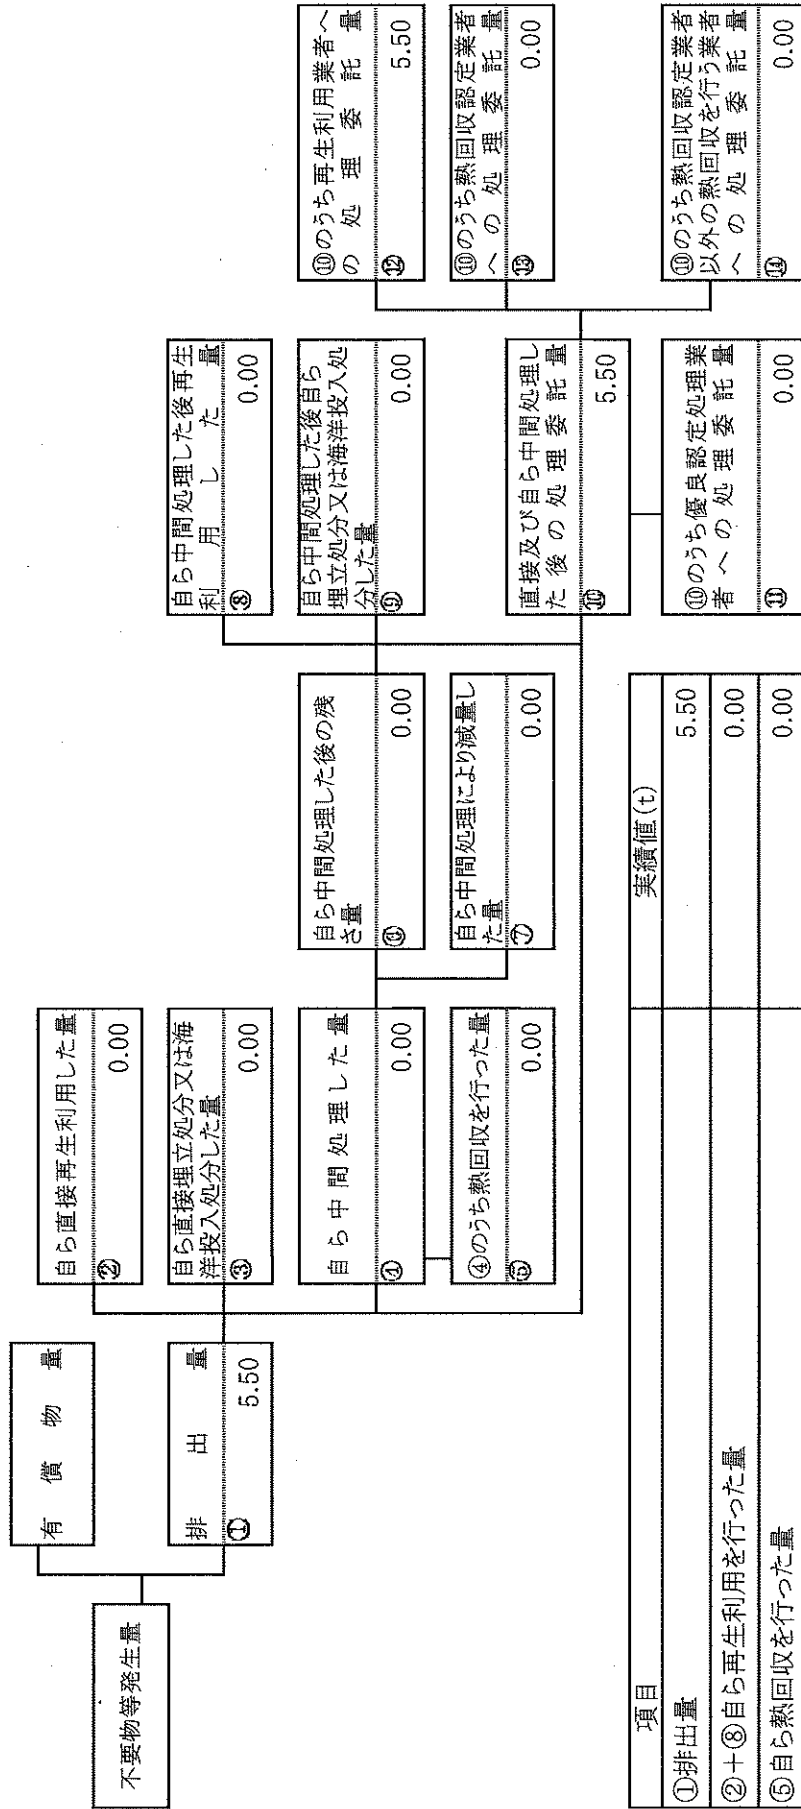 不要物等発生量
有償物量
排出量
① 5.50
自ら直接再生利用した量
② 0.00
自ら直接埋立処分又は海
洋投入処分した量
③ 0.00
自ら中間処理した量
④ 0.00
④のうち熱回収を行った量
⑤ 0.00
自ら中間処理した後の残
さ量
⑥ 0.00
自ら中間処理により減量し
た量
⑦ 0.00
自ら中間処理した後再生
利用した量
⑧ 0.00
自ら中間処理した後自ら
埋立処分又は海洋投入処
分した量
⑨ 0.00
直接及び自ら中間処理し
た後の処理委託量
⑩ 5.50
⑩のうち優良認定処理業
者への処理委託量
⑪ 0.00
⑩のうち再生利用業者へ
の処理委託量
⑫ 5.50
⑩のうち熱回収認定業者
への処理委託量
⑬ 0.00
⑩のうち熱回収認定業者
以外の熱回収を行う業者
への処理委託量
⑭ 0.00
項目 実績値(t)
①排出量 5.50
②+⑧自ら再生利用を行った量 0.00
⑤自ら熱回収を行った量 0.00